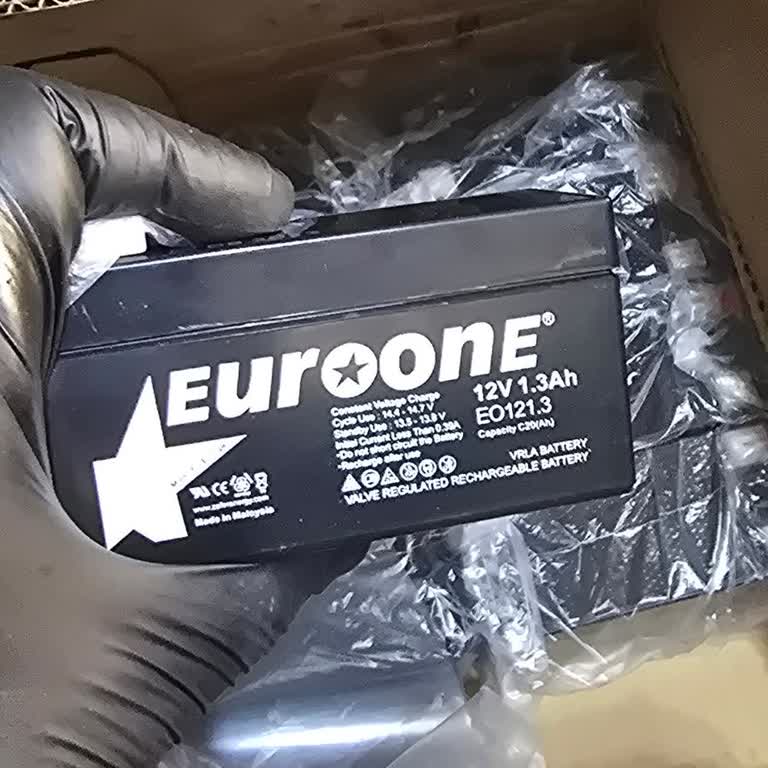 EUROONE®
12V 1.3Ah
EO121.3
Capacity C20(Ah)
Constant Voltage Charge
Cycle Use : 14.4 - 14.7 V
Standby Use : 13.5 - 13.8 V
Initial Current Less Than 0.39A
-Do not short circuit the Battery
-Recharge after use
VRLA BATTERY
VALVE REGULATED RECHARGEABLE BATTERY
Made in Malaysia